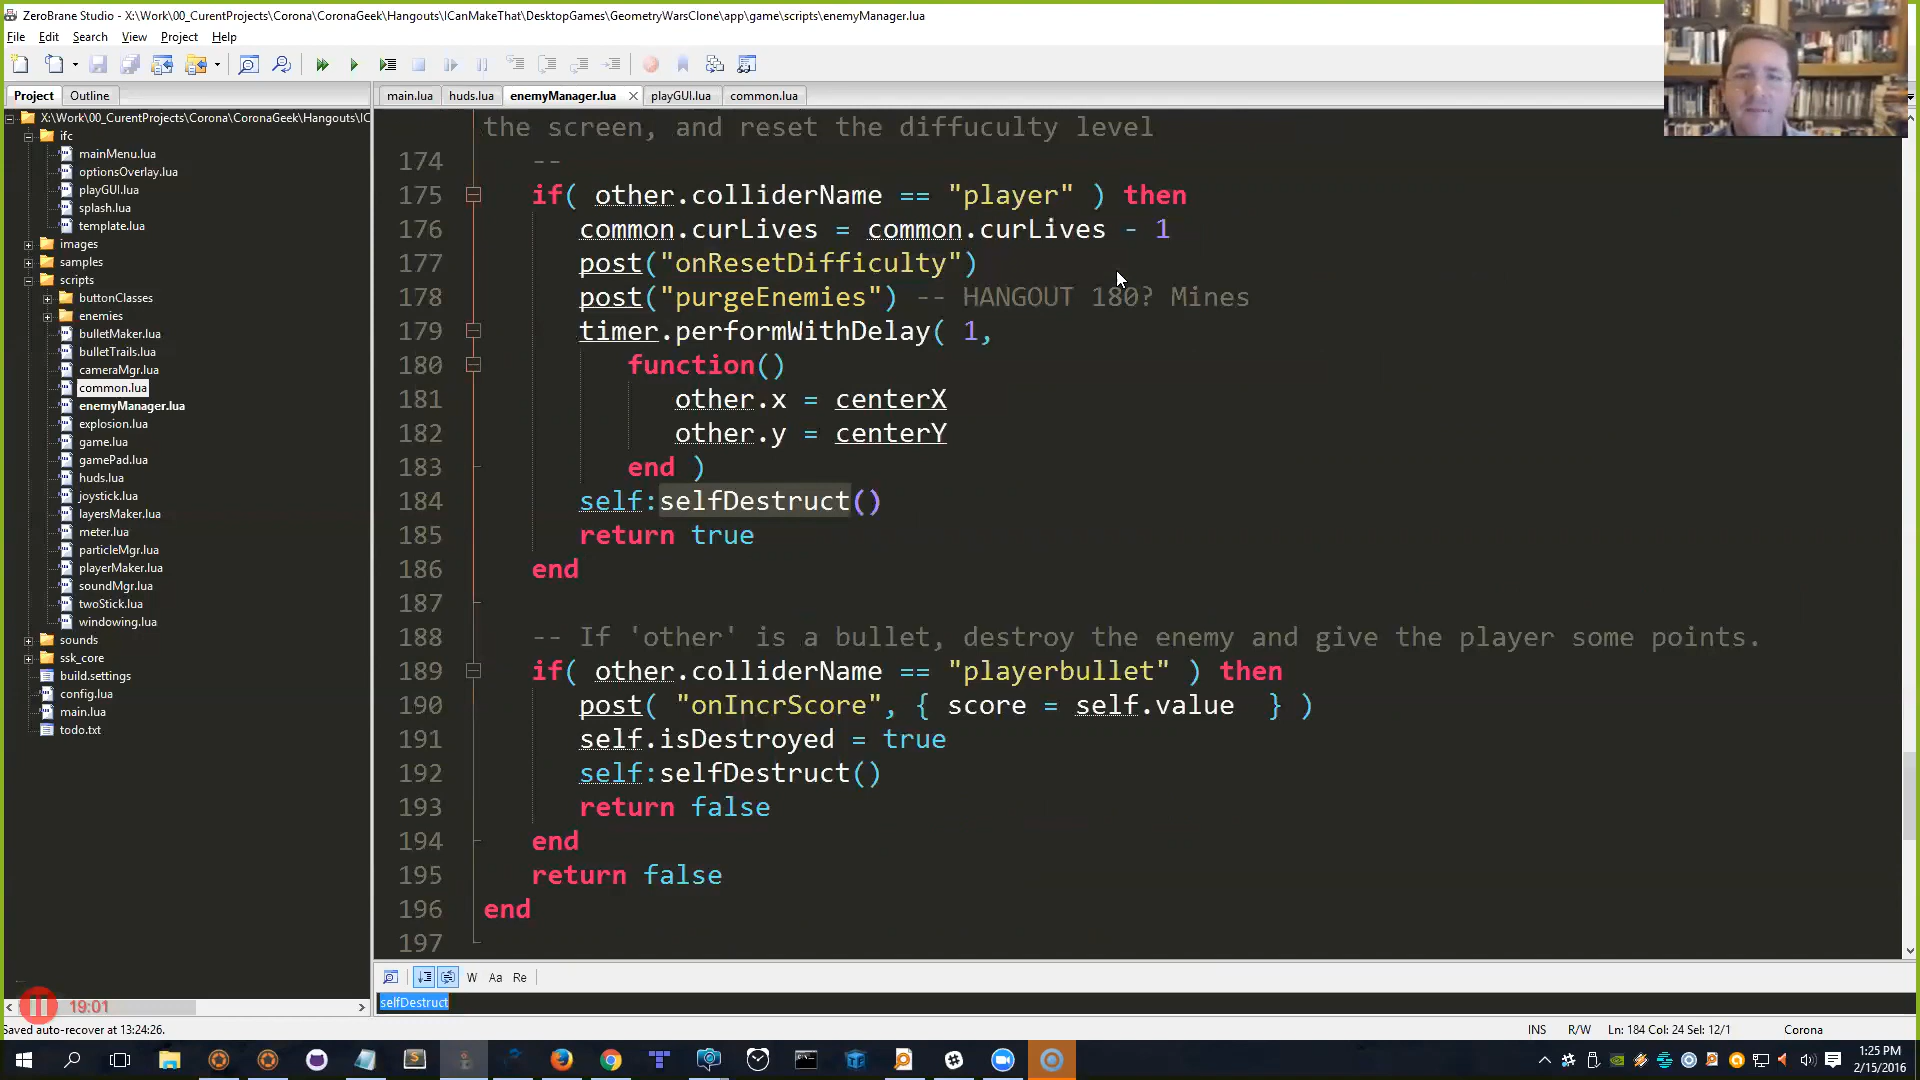 ZeroBrane Studio - X:\Work\00_CurentProjects\Corona\CoronaGeek\Hangouts\ICanMakeThat\DesktopGames\GeometryWarsClone\app\game\scripts\enemyManager.lua
File Edit Search View Project Help
Project Outline
main.lua huds.lua enemyManager.lua playGUI.lua common.lua
X:\Work\00_CurentProjects\Corona\CoronaGeek\Hangouts\IC
ifc
mainMenu.lua
optionsOverlay.lua
playGUI.lua
splash.lua
template.lua
images
samples
scripts
buttonClasses
enemies
bulletMaker.lua
bulletTrails.lua
cameraMgr.lua
common.lua
enemyManager.lua
explosion.lua
game.lua
gamePad.lua
huds.lua
joystick.lua
layersMaker.lua
meter.lua
particleMgr.lua
playerMaker.lua
soundMgr.lua
twoStick.lua
windowing.lua
sounds
ssk_core
build.settings
config.lua
main.lua
todo.txt
the screen, and reset the diffuculty level
174 --
175 if( other.colliderName == "player" ) then
176 common.curLives = common.curLives - 1
177 post("onResetDifficulty")
178 post("purgeEnemies") -- HANGOUT 180? Mines
179 timer.performWithDelay( 1,
180 function()
181 other.x = centerX
182 other.y = centerY
183 end )
184 self:selfDestruct()
185 return true
186 end
187
188 -- If 'other' is a bullet, destroy the enemy and give the player some points.
189 if( other.colliderName == "playerbullet" ) then
190 post( "onIncrScore", { score = self.value } )
191 self.isDestroyed = true
192 self:selfDestruct()
193 return false
194 end
195 return false
196 end
197
W Aa Re
selfDestruct
19:01
Saved auto-recover at 13:24:26.
INS R/W Ln: 184 Col: 24 Sel: 12/1 Corona
1:25 PM
2/15/2016